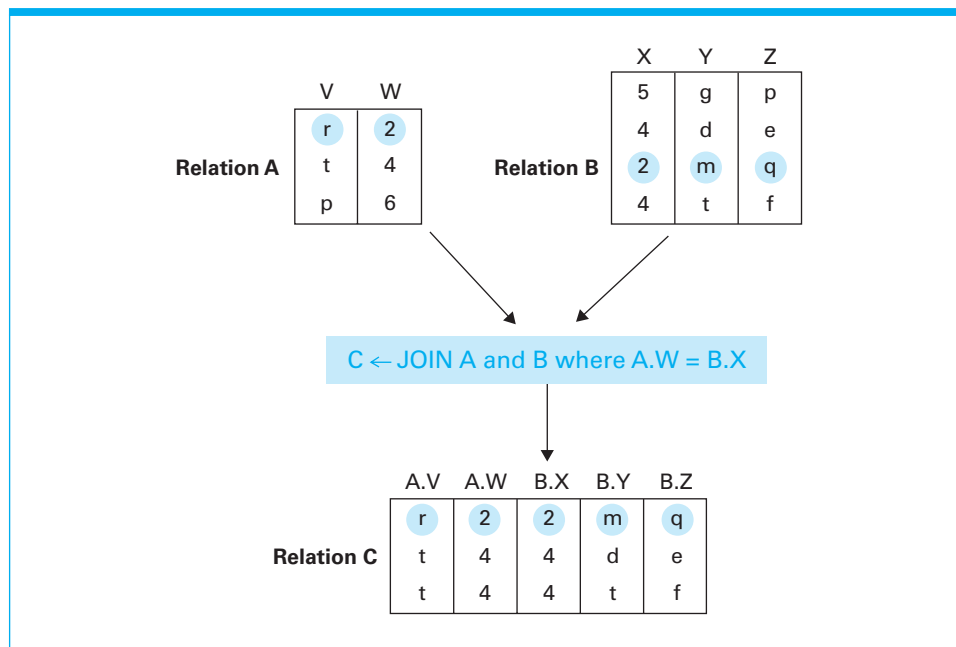 X Y Z
V W
5 g p
r 2
4 d e
Relation A
t 4
Relation B
2 m q
p 6
4 t f
C ← JOIN A and B where A.W = B.X
A.V A.W B.X B.Y B.Z
r 2 2 m q
Relation C
t 4 4 d e
t 4 4 t f